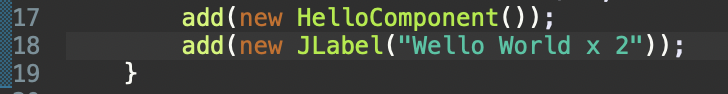 17 add(new HelloComponent());
18 add(new JLabel("Wello World x 2"));
19 }